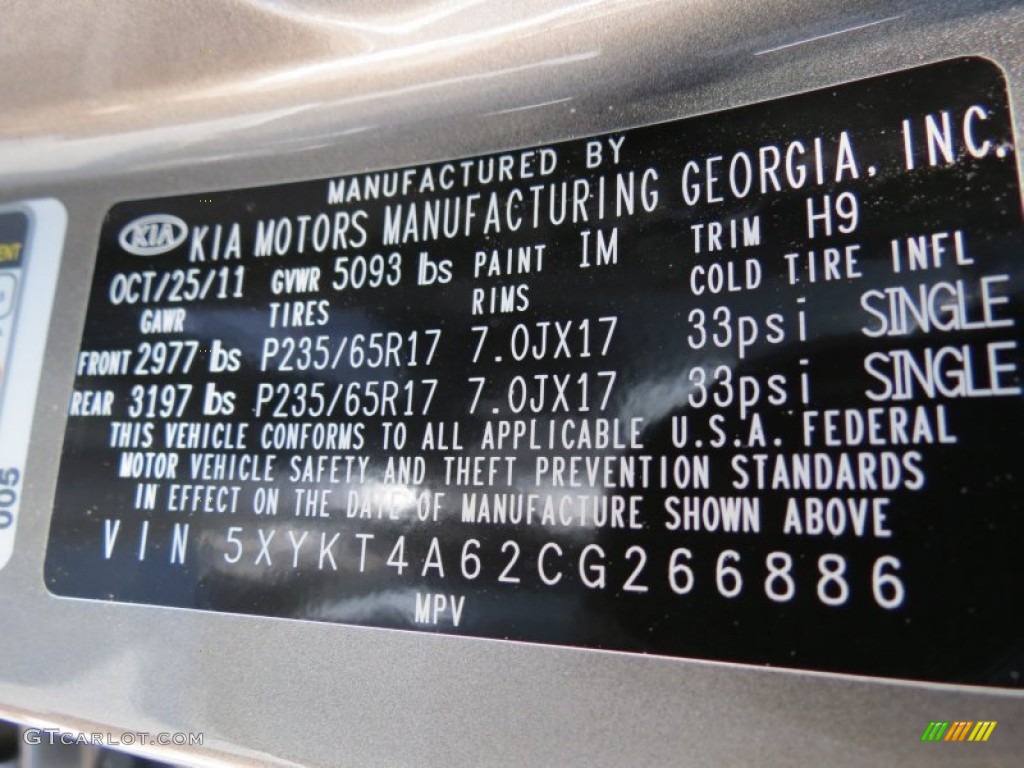 MANUFACTURED BY
KIA KIA MOTORS MANUFACTURING GEORGIA, INC.
OCT/25/11 GVWR 5093 lbs PAINT IM TRIM H9
GAWR TIRES RIMS COLD TIRE INFL
FRONT 2977 lbs P235/65R17 7.0JX17 33psi SINGLE
REAR 3197 lbs P235/65R17 7.0JX17 33psi SINGLE
THIS VEHICLE CONFORMS TO ALL APPLICABLE U.S.A. FEDERAL
MOTOR VEHICLE SAFETY AND THEFT PREVENTION STANDARDS
IN EFFECT ON THE DATE OF MANUFACTURE SHOWN ABOVE
VIN 5XYKT4A62CG266886
MPV
005
GTCARLOT.COM